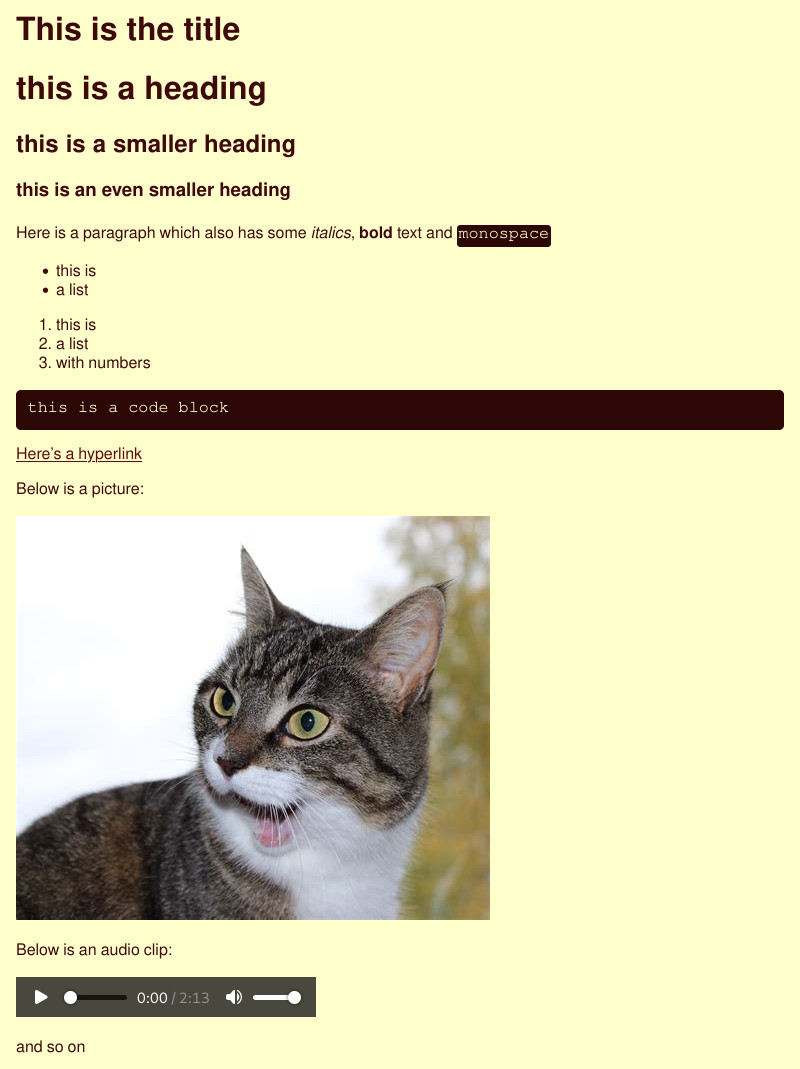 This is the title
this is a heading
this is a smaller heading
this is an even smaller heading
Here is a paragraph which also has some italics, bold text and monospace
• this is
• a list
1. this is
2. a list
3. with numbers
this is a code block
Here’s a hyperlink
Below is a picture:
Below is an audio clip:
0:00 / 2:13
and so on